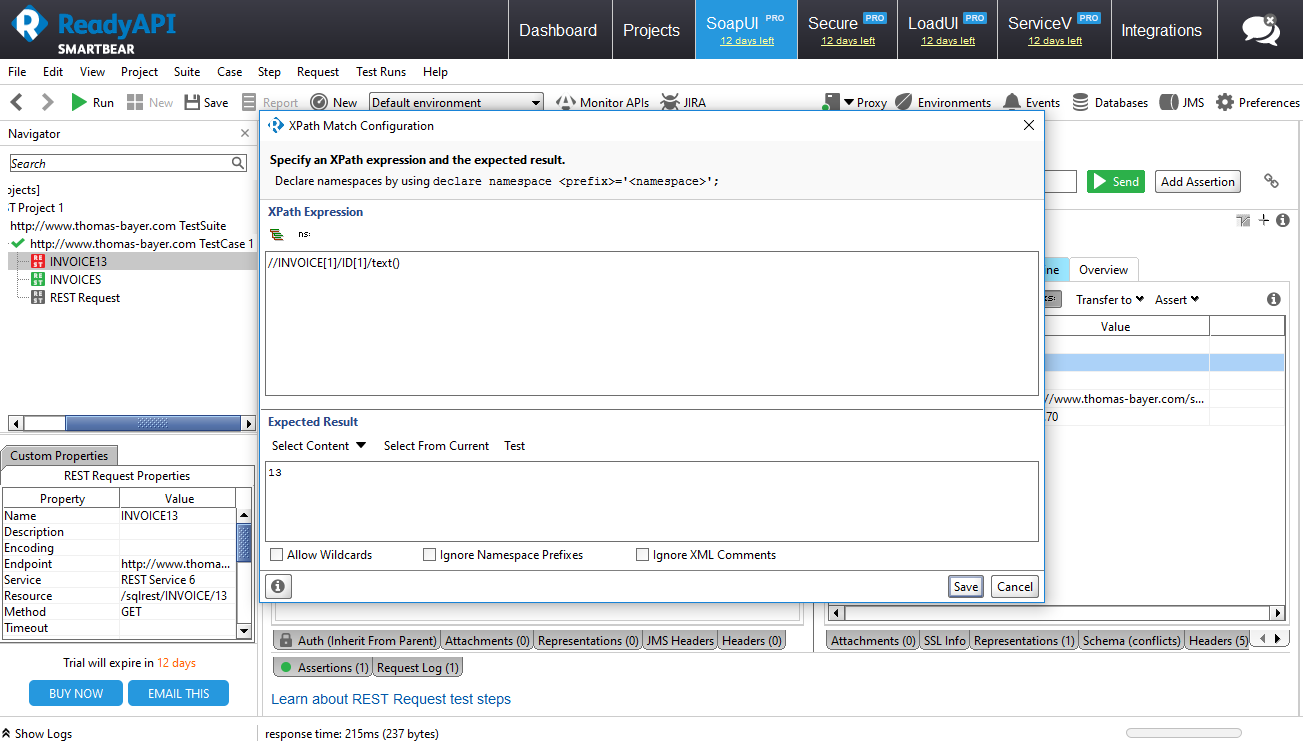 ReadyAPI
SMARTBEAR
Dashboard
Projects
SoapUI PRO
12 days left
Secure PRO
12 days left
LoadUI PRO
12 days left
ServiceV PRO
12 days left
Integrations
File Edit View Project Suite Case Step Request Test Runs Help
Run New Save Report New Default environment Monitor APIs JIRA Proxy Environments Events Databases JMS Preferences
Navigator
Search
ojects]
ST Project 1
http://www.thomas-bayer.com TestSuite
http://www.thomas-bayer.com TestCase 1
REST INVOICE13
REST INVOICES
REST REST Request
Custom Properties
REST Request Properties
Property Value
Name INVOICE13
Description
Encoding
Endpoint http://www.thoma...
Service REST Service 6
Resource /sqlrest/INVOICE/13
Method GET
Timeout
Trial will expire in 12 days
BUY NOW EMAIL THIS
XPath Match Configuration
Specify an XPath expression and the expected result.
Declare namespaces by using declare namespace <prefix>='<namespace>';
XPath Expression
ns:
//INVOICE[1]/ID[1]/text()
Expected Result
Select Content Select From Current Test
13
Allow Wildcards Ignore Namespace Prefixes Ignore XML Comments
Save Cancel
Send Add Assertion
ne Overview
Transfer to Assert
Value
//www.thomas-bayer.com/s...
70
Auth (Inherit From Parent) Attachments (0) Representations (0) JMS Headers Headers (0)
Attachments (0) SSL Info Representations (1) Schema (conflicts) Headers (5)
Assertions (1) Request Log (1)
Learn about REST Request test steps
Show Logs
response time: 215ms (237 bytes)